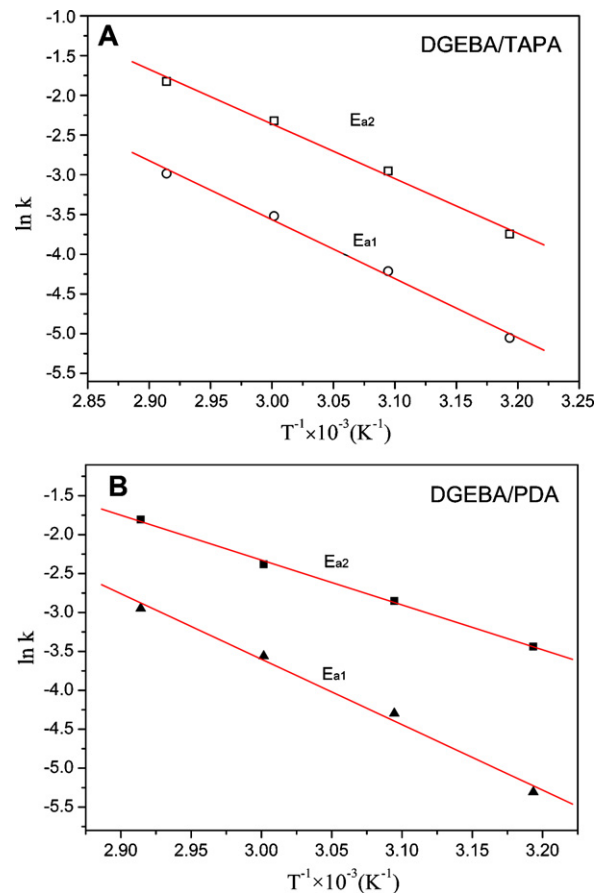 A
DGEBA/TAPA
-1.0
-1.5
-2.0
-2.5
-3.0
-3.5
-4.0
-4.5
-5.0
-5.5
ln k
Ea2
Ea1
2.85 2.90 2.95 3.00 3.05 3.10 3.15 3.20 3.25
T⁻¹×10⁻³(K⁻¹)
B
DGEBA/PDA
-1.5
-2.0
-2.5
-3.0
-3.5
-4.0
-4.5
-5.0
-5.5
ln k
Ea2
Ea1
2.90 2.95 3.00 3.05 3.10 3.15 3.20
T⁻¹×10⁻³(K⁻¹)